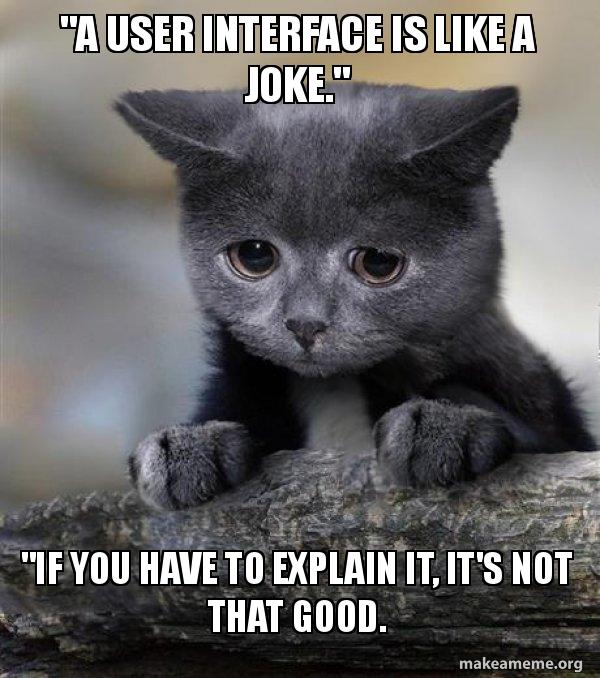 "A USER INTERFACE IS LIKE A
JOKE."
"IF YOU HAVE TO EXPLAIN IT, IT'S NOT
THAT GOOD.
makeameme.org